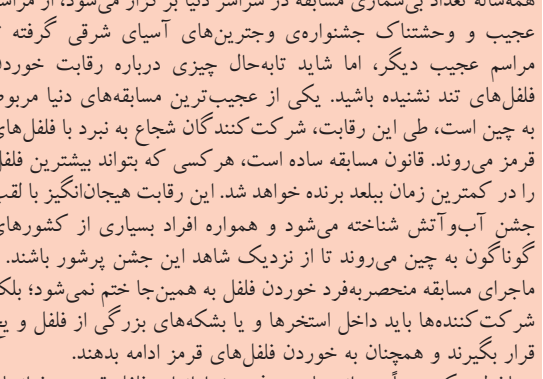 همه‌ساله تعداد بی‌شماری مسابقه در سراسر دنیا بر گزار می‌شود، از مراسم
عجیب و وحشتناک جشنواره‌ی وجترین‌های آسیای شرقی گرفته
مراسم عجیب دیگر، اما شاید تابه‌حال چیزی درباره رقابت خوردن
فلفل‌های تند نشنیده باشید. یکی از عجیب‌ترین مسابقه‌های دنیا مربوط
به چین است، طی این رقابت، شرکت‌کنندگان شجاع به نبرد با فلفل‌های
قرمز می‌روند. قانون مسابقه ساده است، هرکسی که بتواند بیشترین فلفل
را در کمترین زمان ببلعد برنده خواهد شد. این رقابت هیجان‌انگیز با لقب
جشن آب‌وآتش شناخته می‌شود و همواره افراد بسیاری از کشورهای
گوناگون به چین می‌روند تا از نزدیک شاهد این جشن پرشور باشند.
ماجرای مسابقه منحصربه‌فرد خوردن فلفل به همین‌جا ختم نمی‌شود؛ بلکه
شرکت‌کننده‌ها باید داخل استخرها و یا بشکه‌های بزرگی از فلفل و یخ
قرار بگیرند و همچنان به خوردن فلفل‌های قرمز ادامه بدهند.